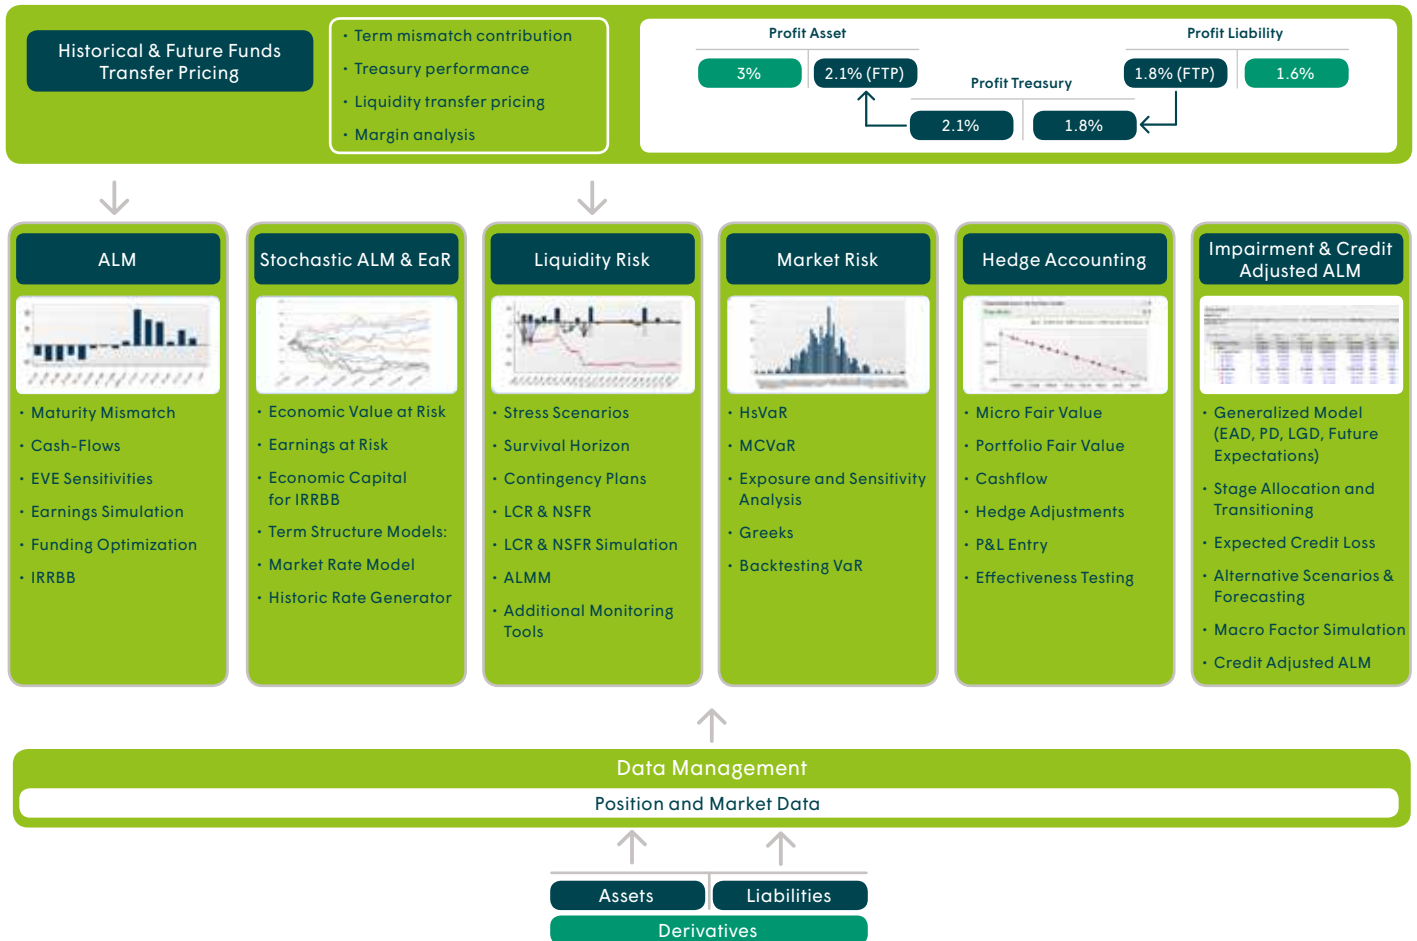 Historical & Future Funds
Transfer Pricing
· Term mismatch contribution
· Treasury performance
· Liquidity transfer pricing
· Margin analysis
Profit Asset
3%
2.1% (FTP)
Profit Treasury
2.1%
1.8%
Profit Liability
1.8% (FTP)
1.6%
ALM
· Maturity Mismatch
· Cash-Flows
· EVE Sensitivities
· Earnings Simulation
· Funding Optimization
· IRRBB
Stochastic ALM & EaR
· Economic Value at Risk
· Earnings at Risk
· Economic Capital
for IRRBB
· Term Structure Models:
· Market Rate Model
· Historic Rate Generator
Liquidity Risk
· Stress Scenarios
· Survival Horizon
· Contingency Plans
· LCR & NSFR
· LCR & NSFR Simulation
· ALMM
· Additional Monitoring
Tools
Market Risk
· HsVaR
· MCVaR
· Exposure and Sensitivity
Analysis
· Greeks
· Backtesting VaR
Hedge Accounting
· Micro Fair Value
· Portfolio Fair Value
· Cashflow
· Hedge Adjustments
· P&L Entry
· Effectiveness Testing
Impairment & Credit
Adjusted ALM
· Generalized Model
(EAD, PD, LGD, Future
Expectations)
· Stage Allocation and
Transitioning
· Expected Credit Loss
· Alternative Scenarios &
Forecasting
· Macro Factor Simulation
· Credit Adjusted ALM
Data Management
Position and Market Data
Assets
Liabilities
Derivatives